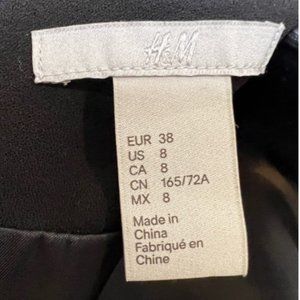 H&M
EUR 38
US 8
CA 8
CN 165/72A
MX 8
Made in
China
Fabriqué en
Chine